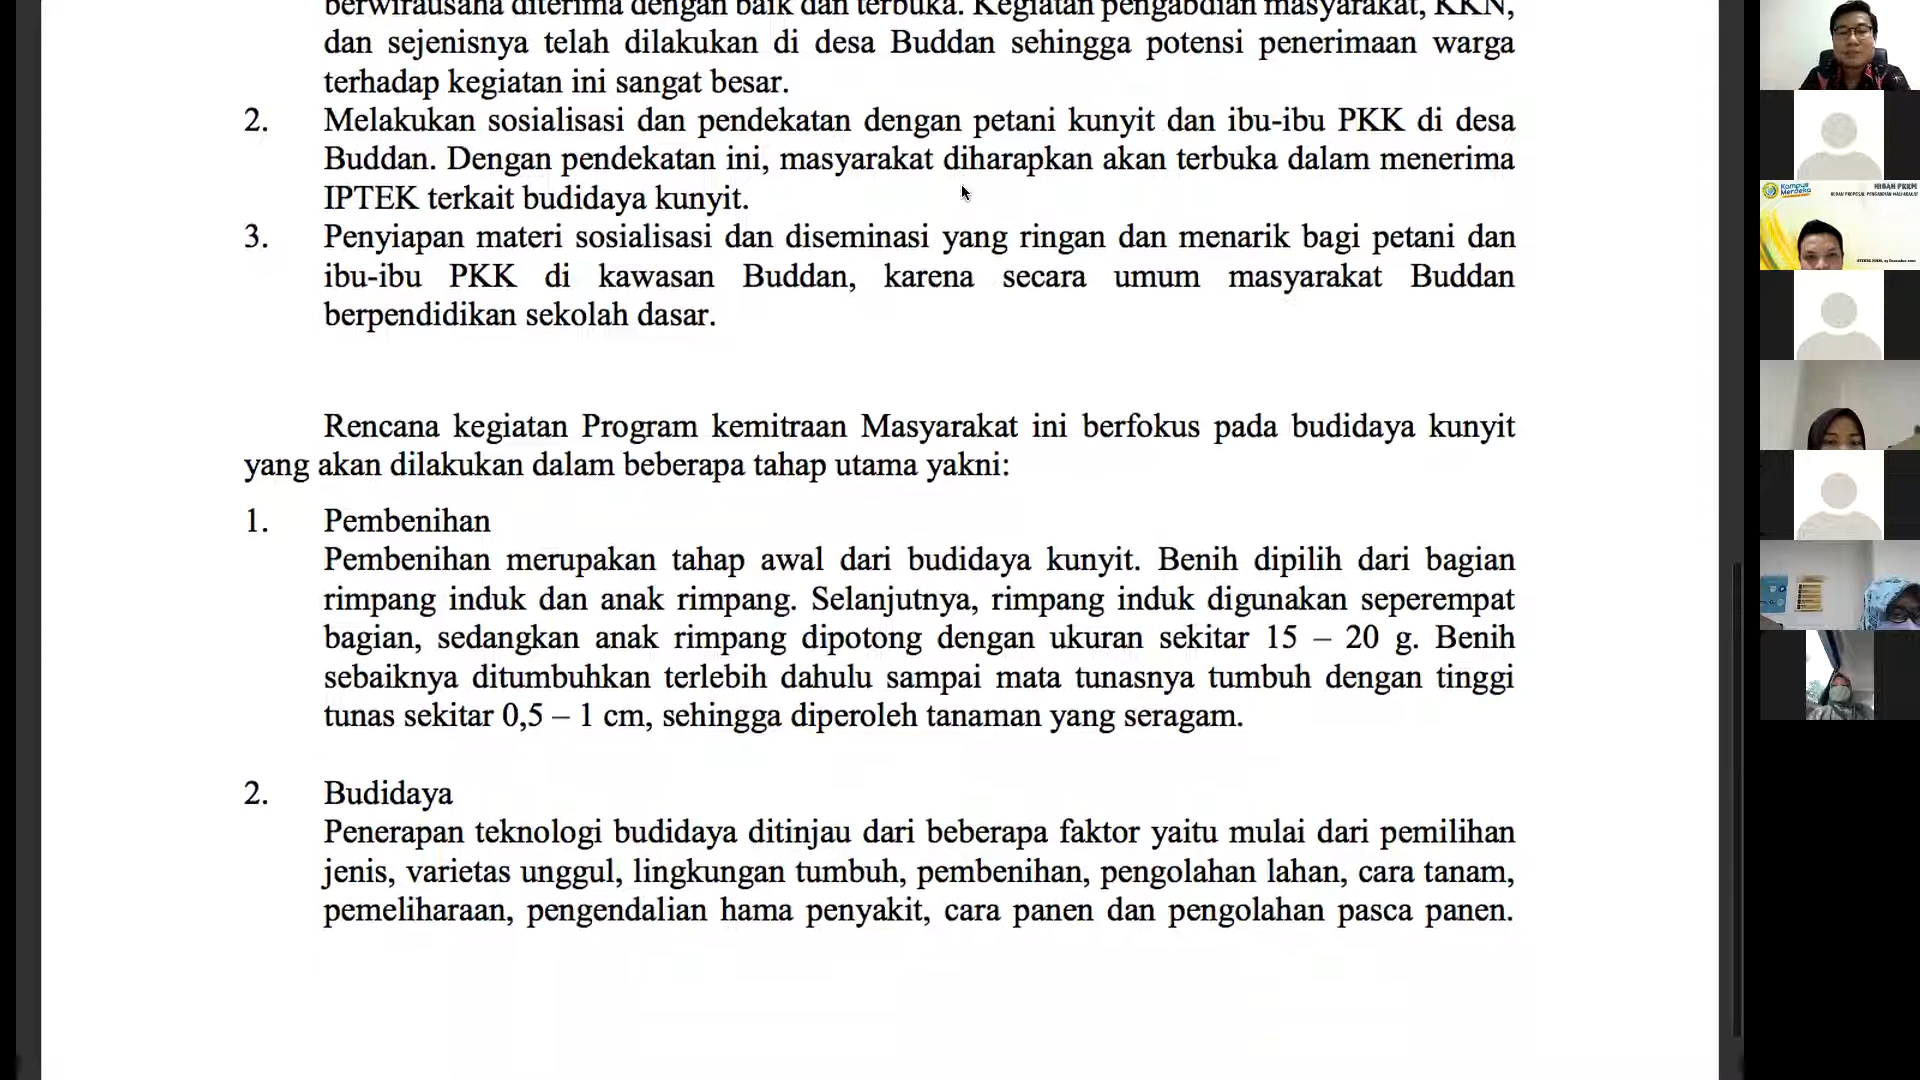 berwirausaha diterima dengan baik dan terbuka. Kegiatan pengabdian masyarakat, KKN,
dan sejenisnya telah dilakukan di desa Buddan sehingga potensi penerimaan warga
terhadap kegiatan ini sangat besar.
2. Melakukan sosialisasi dan pendekatan dengan petani kunyit dan ibu-ibu PKK di desa
Buddan. Dengan pendekatan ini, masyarakat diharapkan akan terbuka dalam menerima
IPTEK terkait budidaya kunyit.
3. Penyiapan materi sosialisasi dan diseminasi yang ringan dan menarik bagi petani dan
ibu-ibu PKK di kawasan Buddan, karena secara umum masyarakat Buddan
berpendidikan sekolah dasar.
Rencana kegiatan Program kemitraan Masyarakat ini berfokus pada budidaya kunyit
yang akan dilakukan dalam beberapa tahap utama yakni:
1. Pembenihan
Pembenihan merupakan tahap awal dari budidaya kunyit. Benih dipilih dari bagian
rimpang induk dan anak rimpang. Selanjutnya, rimpang induk digunakan seperempat
bagian, sedangkan anak rimpang dipotong dengan ukuran sekitar 15 – 20 g. Benih
sebaiknya ditumbuhkan terlebih dahulu sampai mata tunasnya tumbuh dengan tinggi
tunas sekitar 0,5 – 1 cm, sehingga diperoleh tanaman yang seragam.
2. Budidaya
Penerapan teknologi budidaya ditinjau dari beberapa faktor yaitu mulai dari pemilihan
jenis, varietas unggul, lingkungan tumbuh, pembenihan, pengolahan lahan, cara tanam,
pemeliharaan, pengendalian hama penyakit, cara panen dan pengolahan pasca panen.
Kampus
Merdeka
HIBAH PKKM